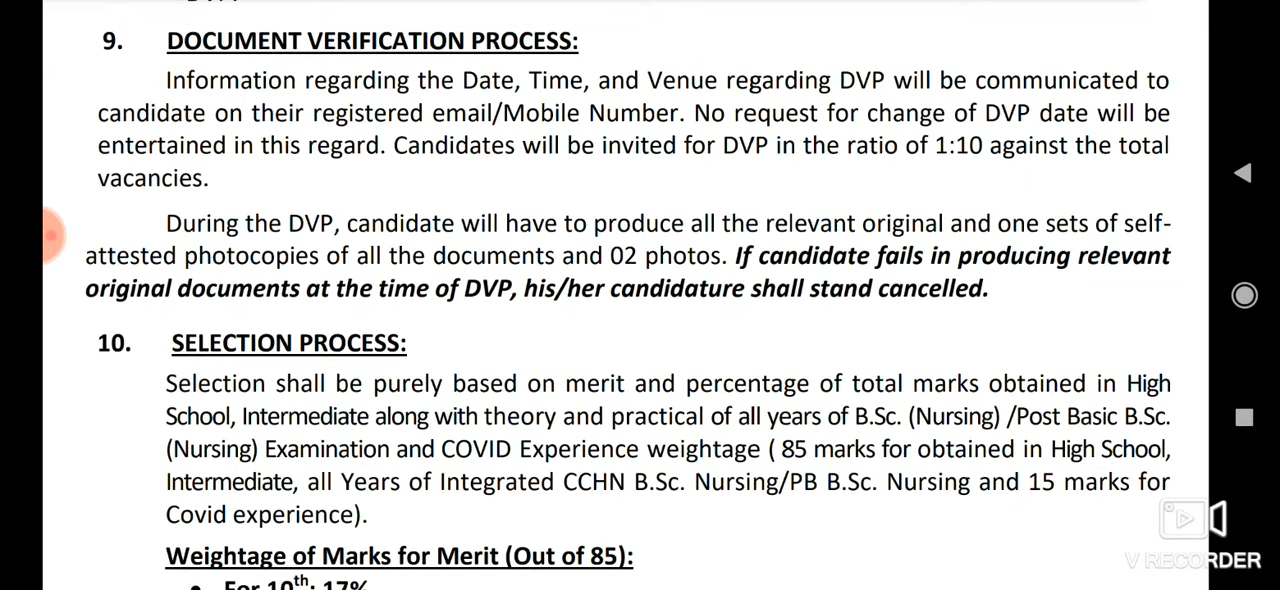 9. DOCUMENT VERIFICATION PROCESS:
Information regarding the Date, Time, and Venue regarding DVP will be communicated to
candidate on their registered email/Mobile Number. No request for change of DVP date will be
entertained in this regard. Candidates will be invited for DVP in the ratio of 1:10 against the total
vacancies.
During the DVP, candidate will have to produce all the relevant original and one sets of self-
attested photocopies of all the documents and 02 photos. If candidate fails in producing relevant
original documents at the time of DVP, his/her candidature shall stand cancelled.
10. SELECTION PROCESS:
Selection shall be purely based on merit and percentage of total marks obtained in High
School, Intermediate along with theory and practical of all years of B.Sc. (Nursing) /Post Basic B.Sc.
(Nursing) Examination and COVID Experience weightage ( 85 marks for obtained in High School,
Intermediate, all Years of Integrated CCHN B.Sc. Nursing/PB B.Sc. Nursing and 15 marks for
Covid experience).
Weightage of Marks for Merit (Out of 85):
• For 10th: 17%
V RECORDER